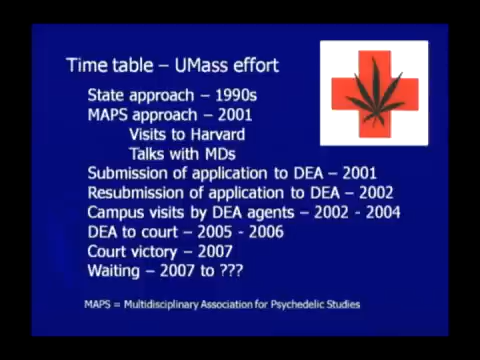 Time table – UMass effort
State approach – 1990s
MAPS approach – 2001
Visits to Harvard
Talks with MDs
Submission of application to DEA – 2001
Resubmission of application to DEA – 2002
Campus visits by DEA agents – 2002 - 2004
DEA to court – 2005 - 2006
Court victory – 2007
Waiting – 2007 to ???
MAPS = Multidisciplinary Association for Psychedelic Studies